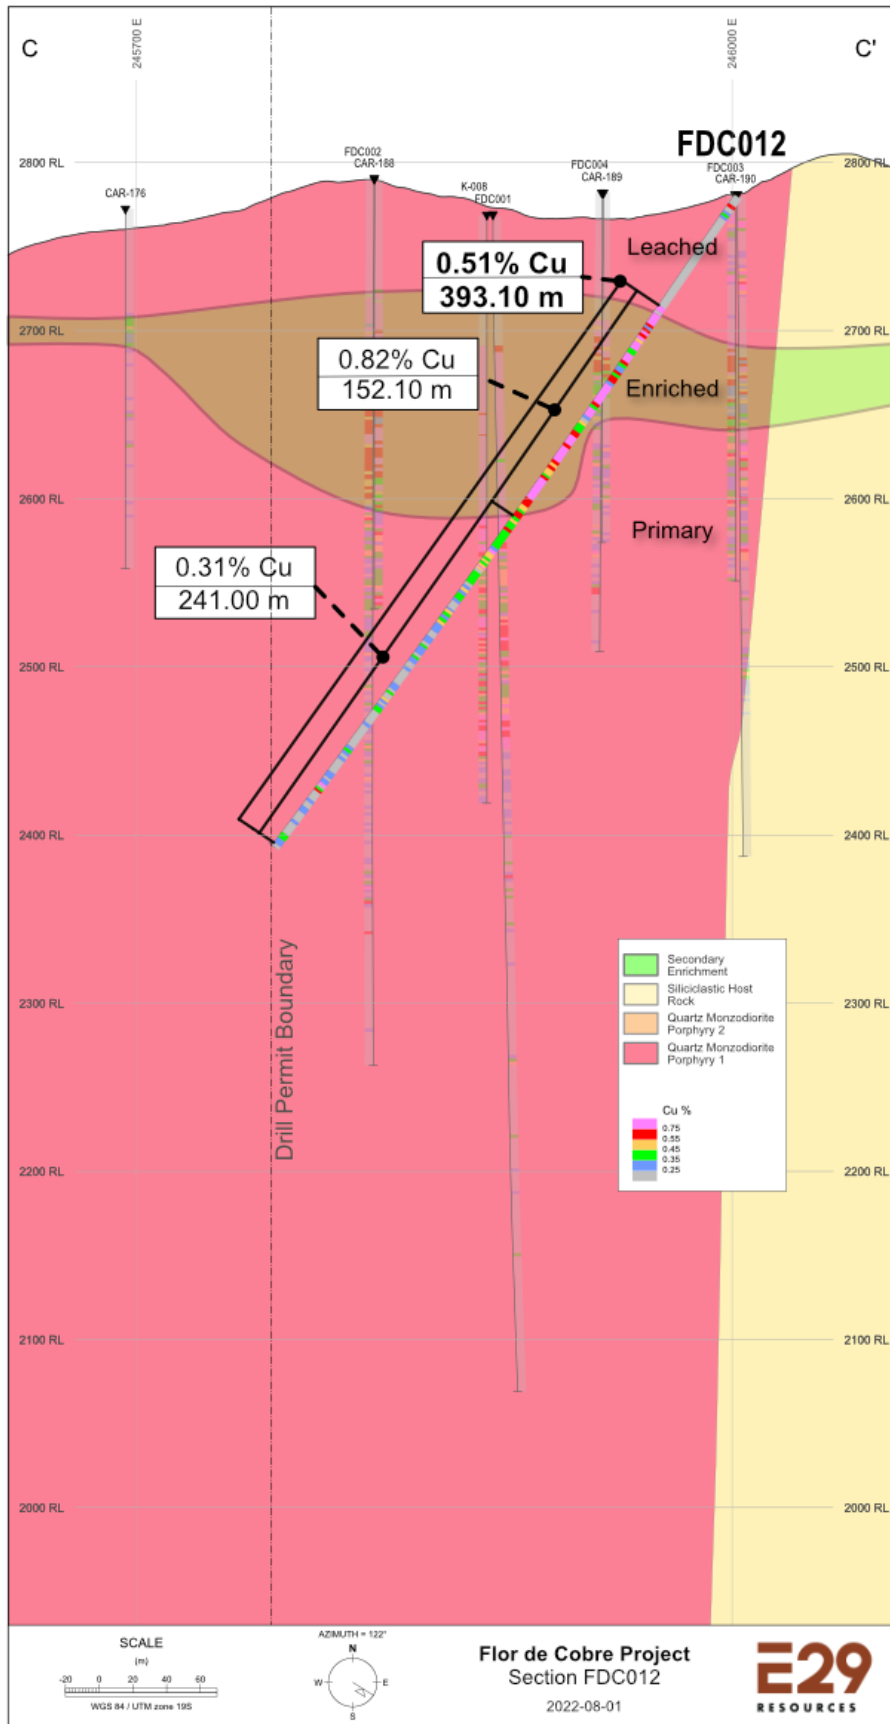 C
245700 E
246000 E
C'
FDC012
2800 RL
2800 RL
FDC002
CAR-188
FDC004
CAR-189
FDC003
CAR-190
CAR-176
K-008
FDC001
Leached
0.51% Cu
393.10 m
2700 RL
2700 RL
0.82% Cu
152.10 m
Enriched
2600 RL
2600 RL
Primary
0.31% Cu
241.00 m
2500 RL
2500 RL
2400 RL
2400 RL
Drill Permit Boundary
Secondary
Enrichment
Siliciclastic Host
Rock
Quartz Monzodiorite
Porphyry 2
Quartz Monzodiorite
Porphyry 1
2300 RL
2300 RL
Cu %
0.75
0.55
0.45
0.35
0.25
2200 RL
2200 RL
2100 RL
2100 RL
2000 RL
2000 RL
SCALE
(m)
-20 0 20 40 60
WGS 84 / UTM zone 19S
AZIMUTH = 122°
N
W
E
S
Flor de Cobre Project
Section FDC012
2022-08-01
E29
RESOURCES